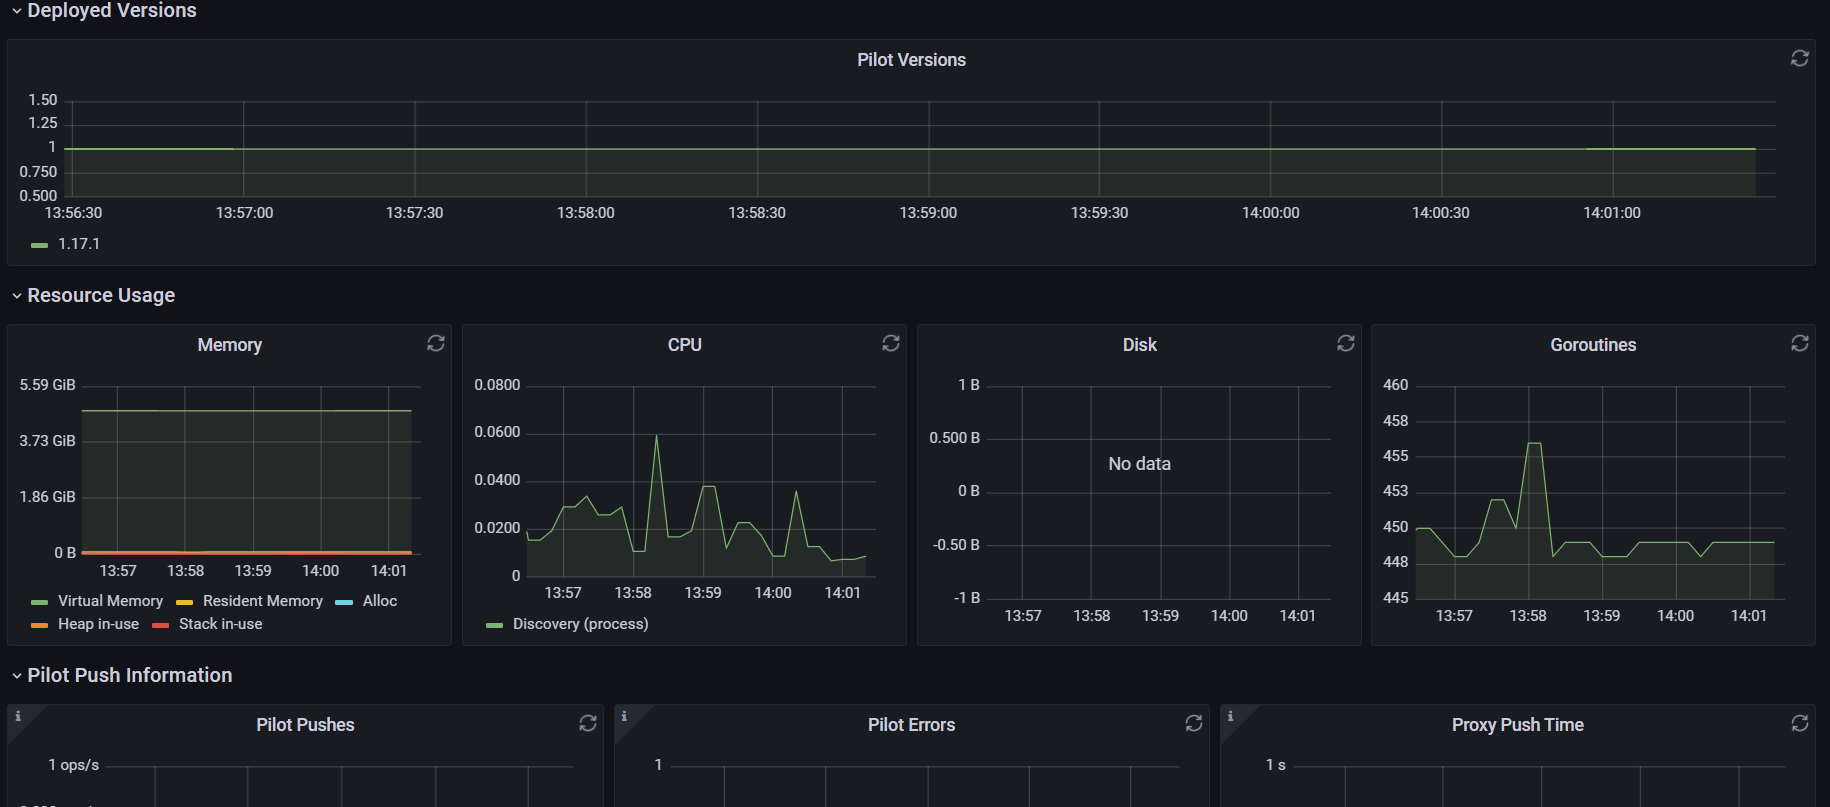 Deployed Versions
Pilot Versions
1.50
1.25
1
0.750
0.500
13:56:30 13:57:00 13:57:30 13:58:00 13:58:30 13:59:00 13:59:30 14:00:00 14:00:30 14:01:00
1.17.1
Resource Usage
Memory
5.59 GiB
3.73 GiB
1.86 GiB
0 B
13:57 13:58 13:59 14:00 14:01
Virtual Memory Resident Memory Alloc
Heap in-use Stack in-use
CPU
0.0800
0.0600
0.0400
0.0200
0
13:57 13:58 13:59 14:00 14:01
Discovery (process)
Disk
1 B
0.500 B
No data
0 B
-0.50 B
-1 B
13:57 13:58 13:59 14:00 14:01
Goroutines
460
458
455
453
450
448
445
13:57 13:58 13:59 14:00 14:01
Pilot Push Information
i
Pilot Pushes
1 ops/s
i
Pilot Errors
1
i
Proxy Push Time
1 s